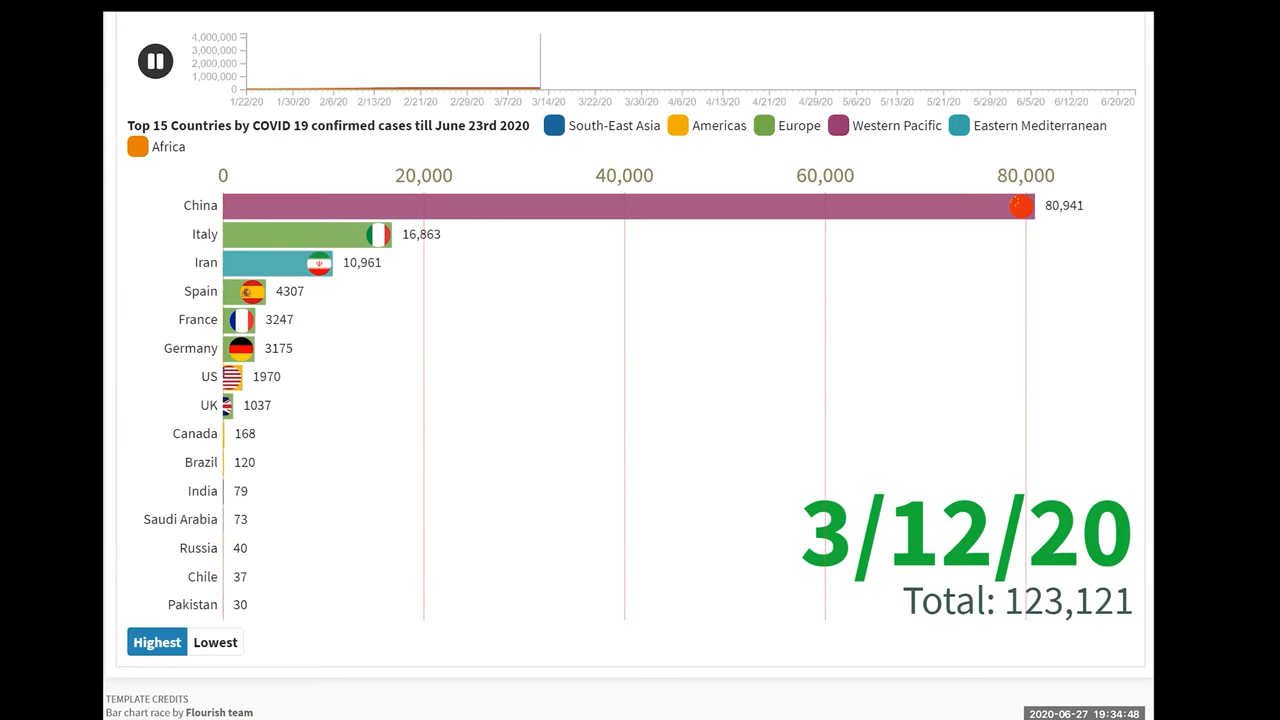 4,000,000
3,000,000
2,000,000
1,000,000
0
1/22/20 1/30/20 2/6/20 2/13/20 2/21/20 2/29/20 3/7/20 3/14/20 3/22/20 3/30/20 4/6/20 4/13/20 4/21/20 4/29/20 5/6/20 5/13/20 5/21/20 5/29/20 6/5/20 6/12/20 6/20/20
Top 15 Countries by COVID 19 confirmed cases till June 23rd 2020 South-East Asia Americas Europe Western Pacific Eastern Mediterranean
Africa
0 20,000 40,000 60,000 80,000
China 80,941
Italy 16,863
Iran 10,961
Spain 4307
France 3247
Germany 3175
US 1970
UK 1037
Canada 168
Brazil 120
India 79
Saudi Arabia 73
Russia 40
Chile 37
Pakistan 30
3/12/20
Total: 123,121
Highest Lowest
TEMPLATE CREDITS
Bar chart race by Flourish team
2020-06-27 19:34:48